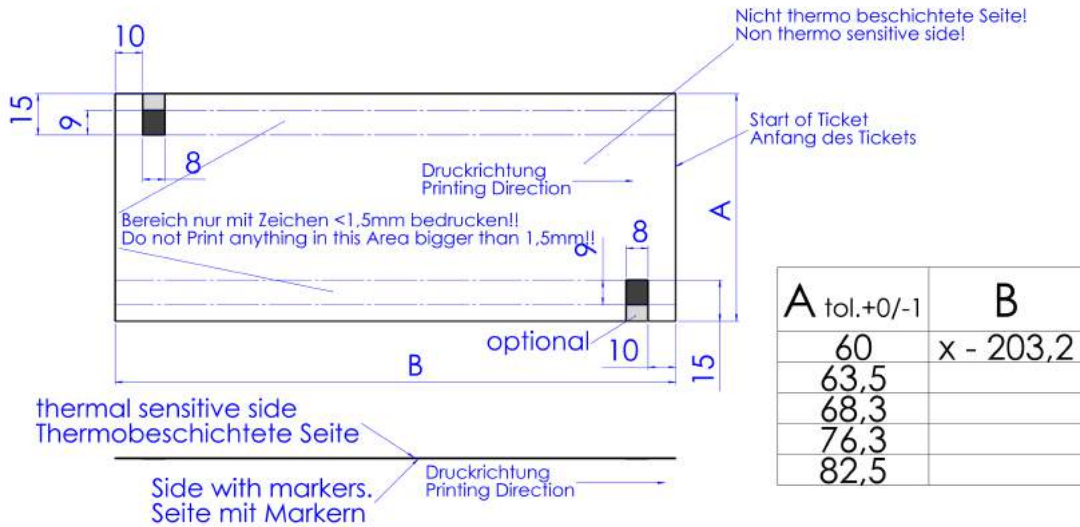 Nicht thermo beschichtete Seite!
Non thermo sensitive side!
10
15
9
8
Start of Ticket
Anfang des Tickets
Druckrichtung
Printing Direction
A
Bereich nur mit Zeichen <1,5mm bedrucken!!
Do not Print anything in this Area bigger than 1,5mm!!
8
9
optional
10
15
B
A tol.+0/-1 B
60 x - 203,2
63,5
68,3
76,3
82,5
thermal sensitive side
Thermobeschichtete Seite
Side with markers.
Seite mit Markern
Druckrichtung
Printing Direction